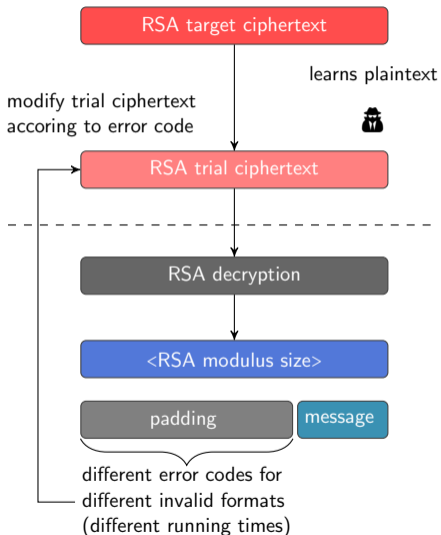 RSA target ciphertext
learns plaintext
modify trial ciphertext
accoring to error code
RSA trial ciphertext
RSA decryption
<RSA modulus size>
padding
message
different error codes for
different invalid formats
(different running times)